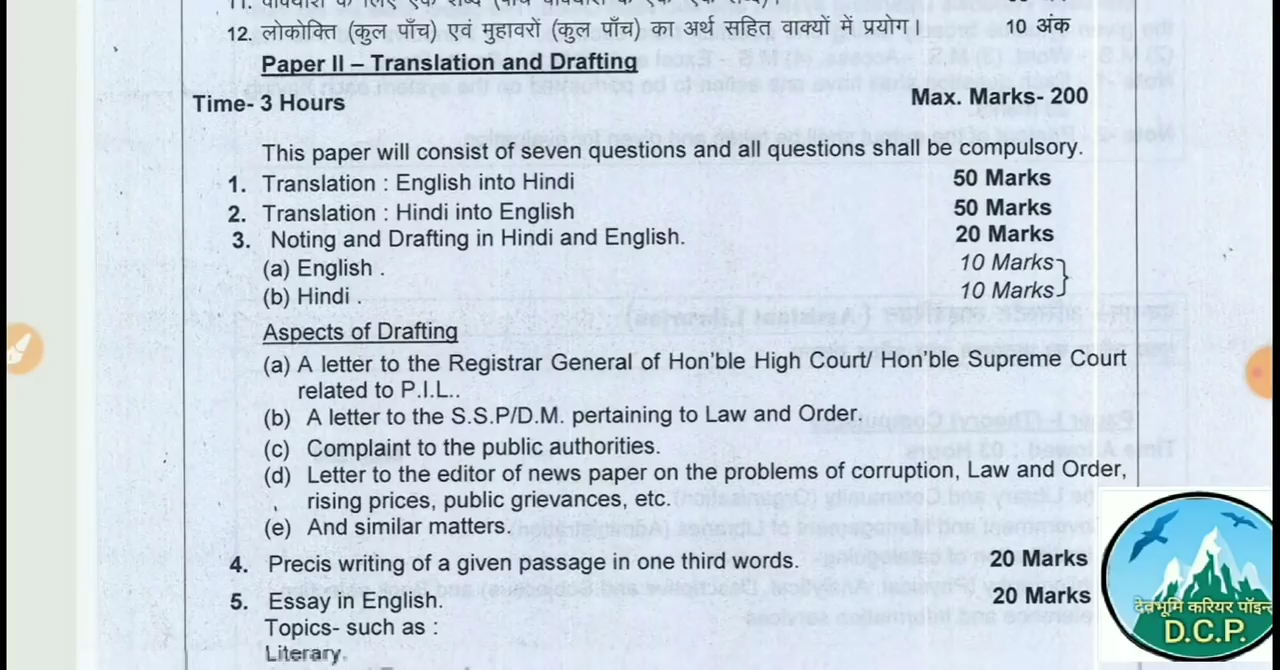 11. वाक्यांशों के लिए एक शब्द
12. लोकोक्ति (कुल पाँच) एवं मुहावरों (कुल पाँच) का अर्थ सहित वाक्यों में प्रयोग। 10 अंक
Paper II – Translation and Drafting
Time- 3 Hours Max. Marks- 200
This paper will consist of seven questions and all questions shall be compulsory.
1. Translation : English into Hindi 50 Marks
2. Translation : Hindi into English 50 Marks
3. Noting and Drafting in Hindi and English. 20 Marks
(a) English . 10 Marks
(b) Hindi . 10 Marks
Aspects of Drafting
(a) A letter to the Registrar General of Hon'ble High Court/ Hon'ble Supreme Court
related to P.I.L..
(b) A letter to the S.S.P/D.M. pertaining to Law and Order.
(c) Complaint to the public authorities.
(d) Letter to the editor of news paper on the problems of corruption, Law and Order,
rising prices, public grievances, etc.
(e) And similar matters.
4. Precis writing of a given passage in one third words. 20 Marks
5. Essay in English. 20 Marks
Topics- such as :
Literary.
देवभूमि करियर पॉइन्ट
D.C.P.